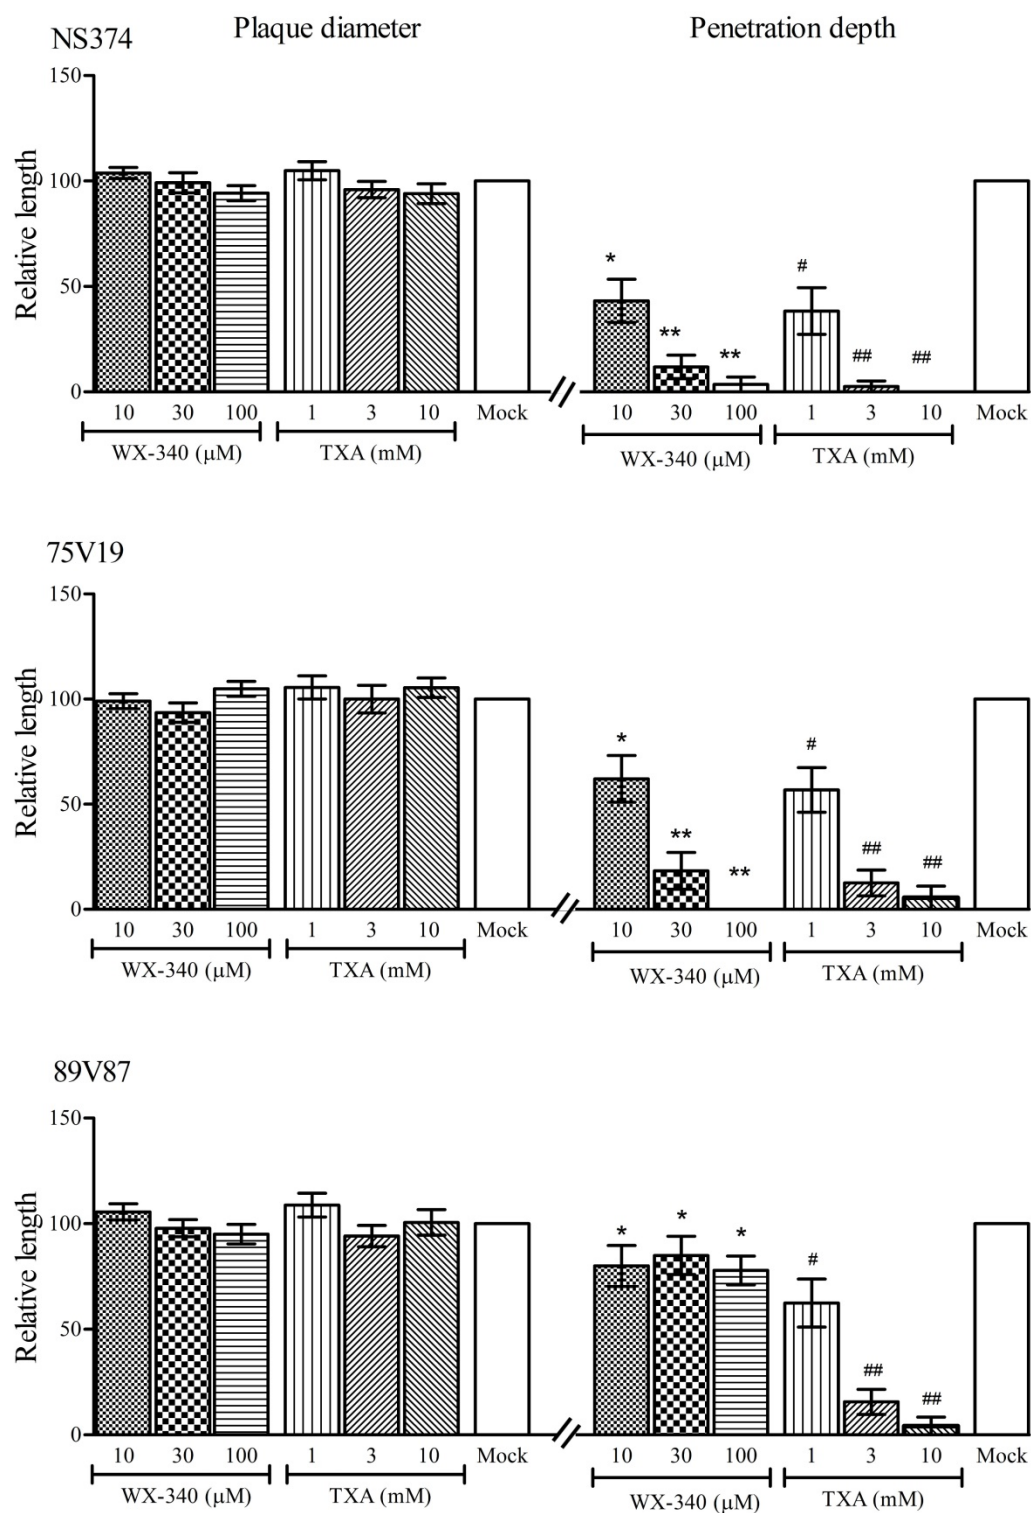 NS374
Plaque diameter
Penetration depth
Relative length
150
100
50
0
* ** ** # ## ##
10 30 100 1 3 10 Mock
WX-340 (μM) TXA (mM)
10 30 100 1 3 10 Mock
WX-340 (μM) TXA (mM)
75V19
Relative length
150
100
50
0
* ** ** # ## ##
10 30 100 1 3 10 Mock
WX-340 (μM) TXA (mM)
10 30 100 1 3 10 Mock
WX-340 (μM) TXA (mM)
89V87
Relative length
150
100
50
0
* * * # ## ##
10 30 100 1 3 10 Mock
WX-340 (μM) TXA (mM)
10 30 100 1 3 10 Mock
WX-340 (μM) TXA (mM)